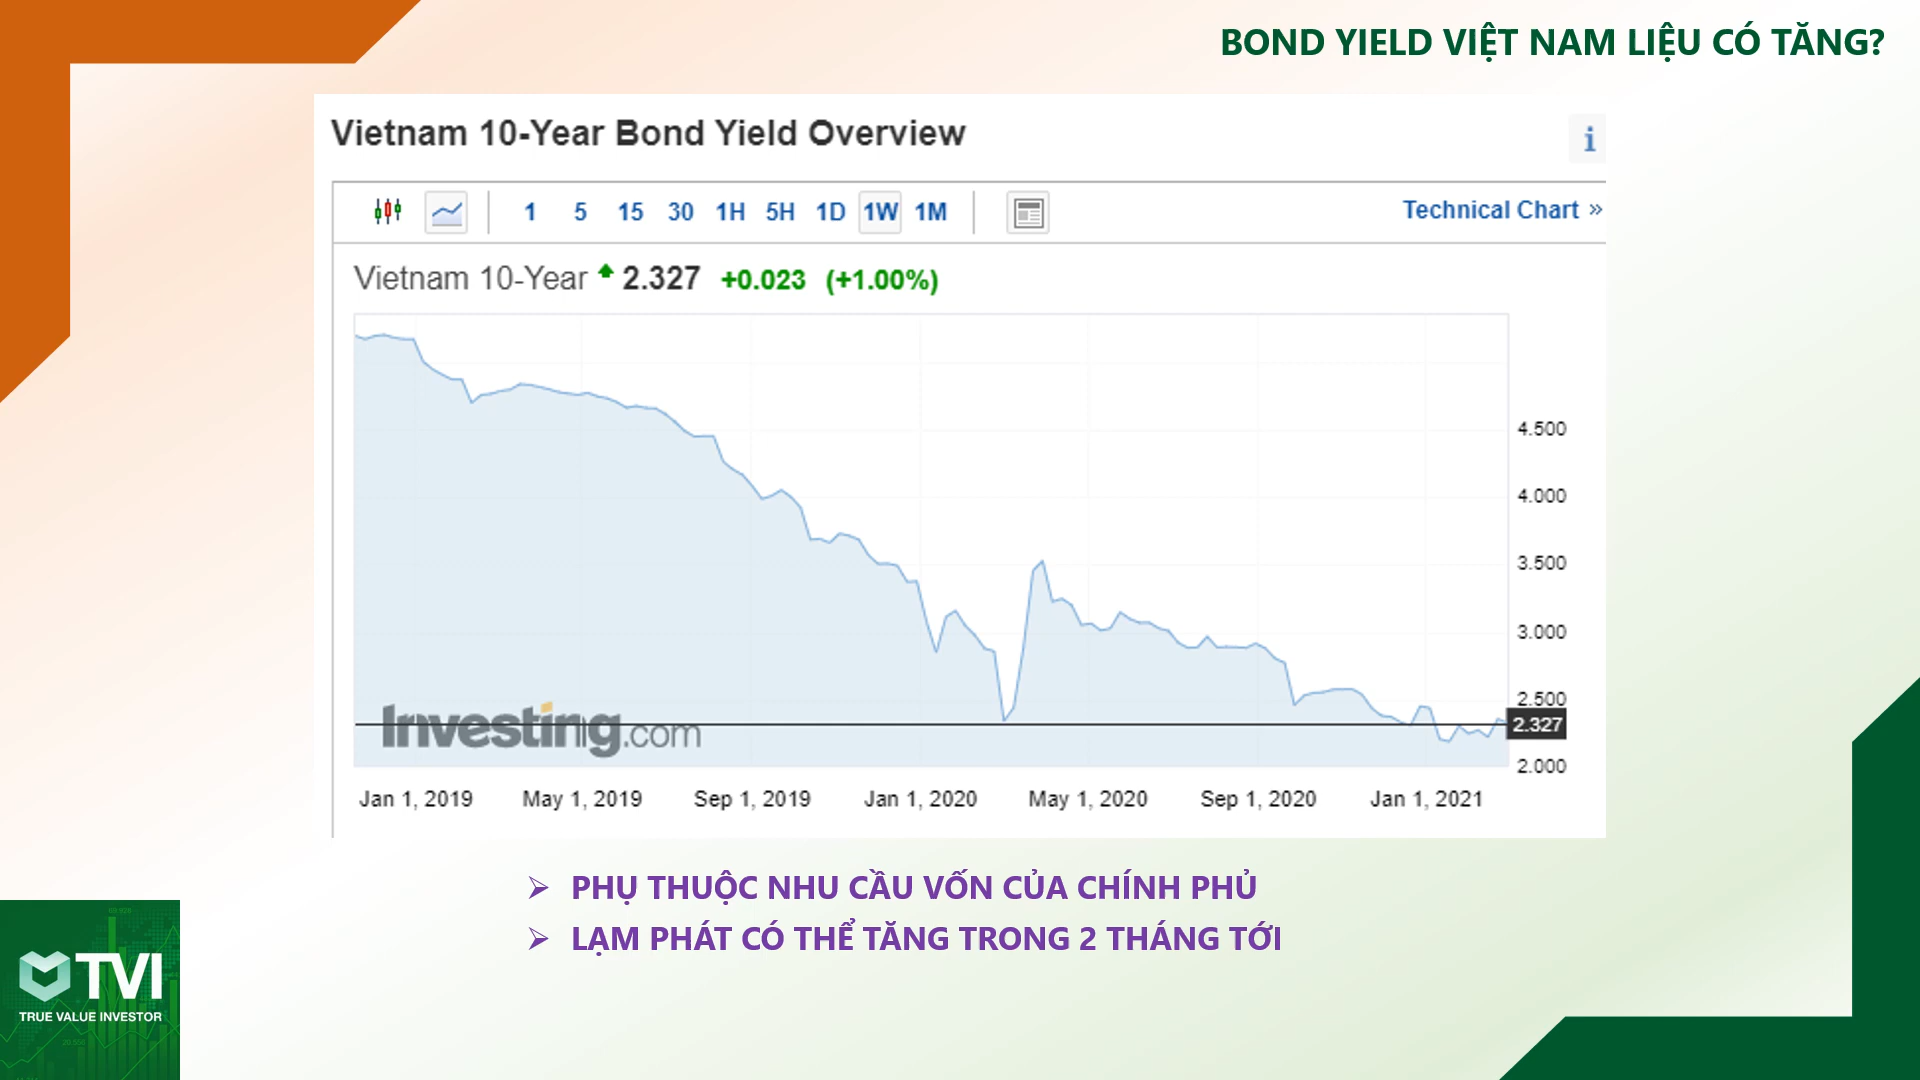 BOND YIELD VIỆT NAM LIỆU CÓ TĂNG?
Vietnam 10-Year Bond Yield Overview
i
1 5 15 30 1H 5H 1D 1W 1M
Technical Chart »
Vietnam 10-Year 2.327 +0.023 (+1.00%)
4.500
4.000
3.500
3.000
2.500
2.327
2.000
Investing.com
Jan 1, 2019 May 1, 2019 Sep 1, 2019 Jan 1, 2020 May 1, 2020 Sep 1, 2020 Jan 1, 2021
➢ PHỤ THUỘC NHU CẦU VỐN CỦA CHÍNH PHỦ
➢ LẠM PHÁT CÓ THỂ TĂNG TRONG 2 THÁNG TỚI
TVI
TRUE VALUE INVESTOR